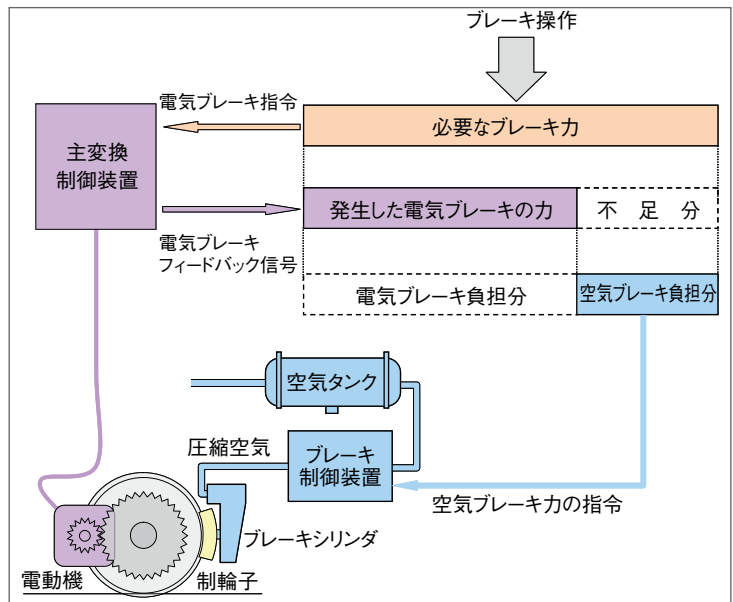 ブレーキ操作
電気ブレーキ指令
必要なブレーキ力
主変換
制御装置
発生した電気ブレーキの力
不足分
電気ブレーキ
フィードバック信号
電気ブレーキ負担分
空気ブレーキ負担分
空気タンク
圧縮空気
ブレーキ
制御装置
空気ブレーキ力の指令
ブレーキシリンダ
電動機
制輪子